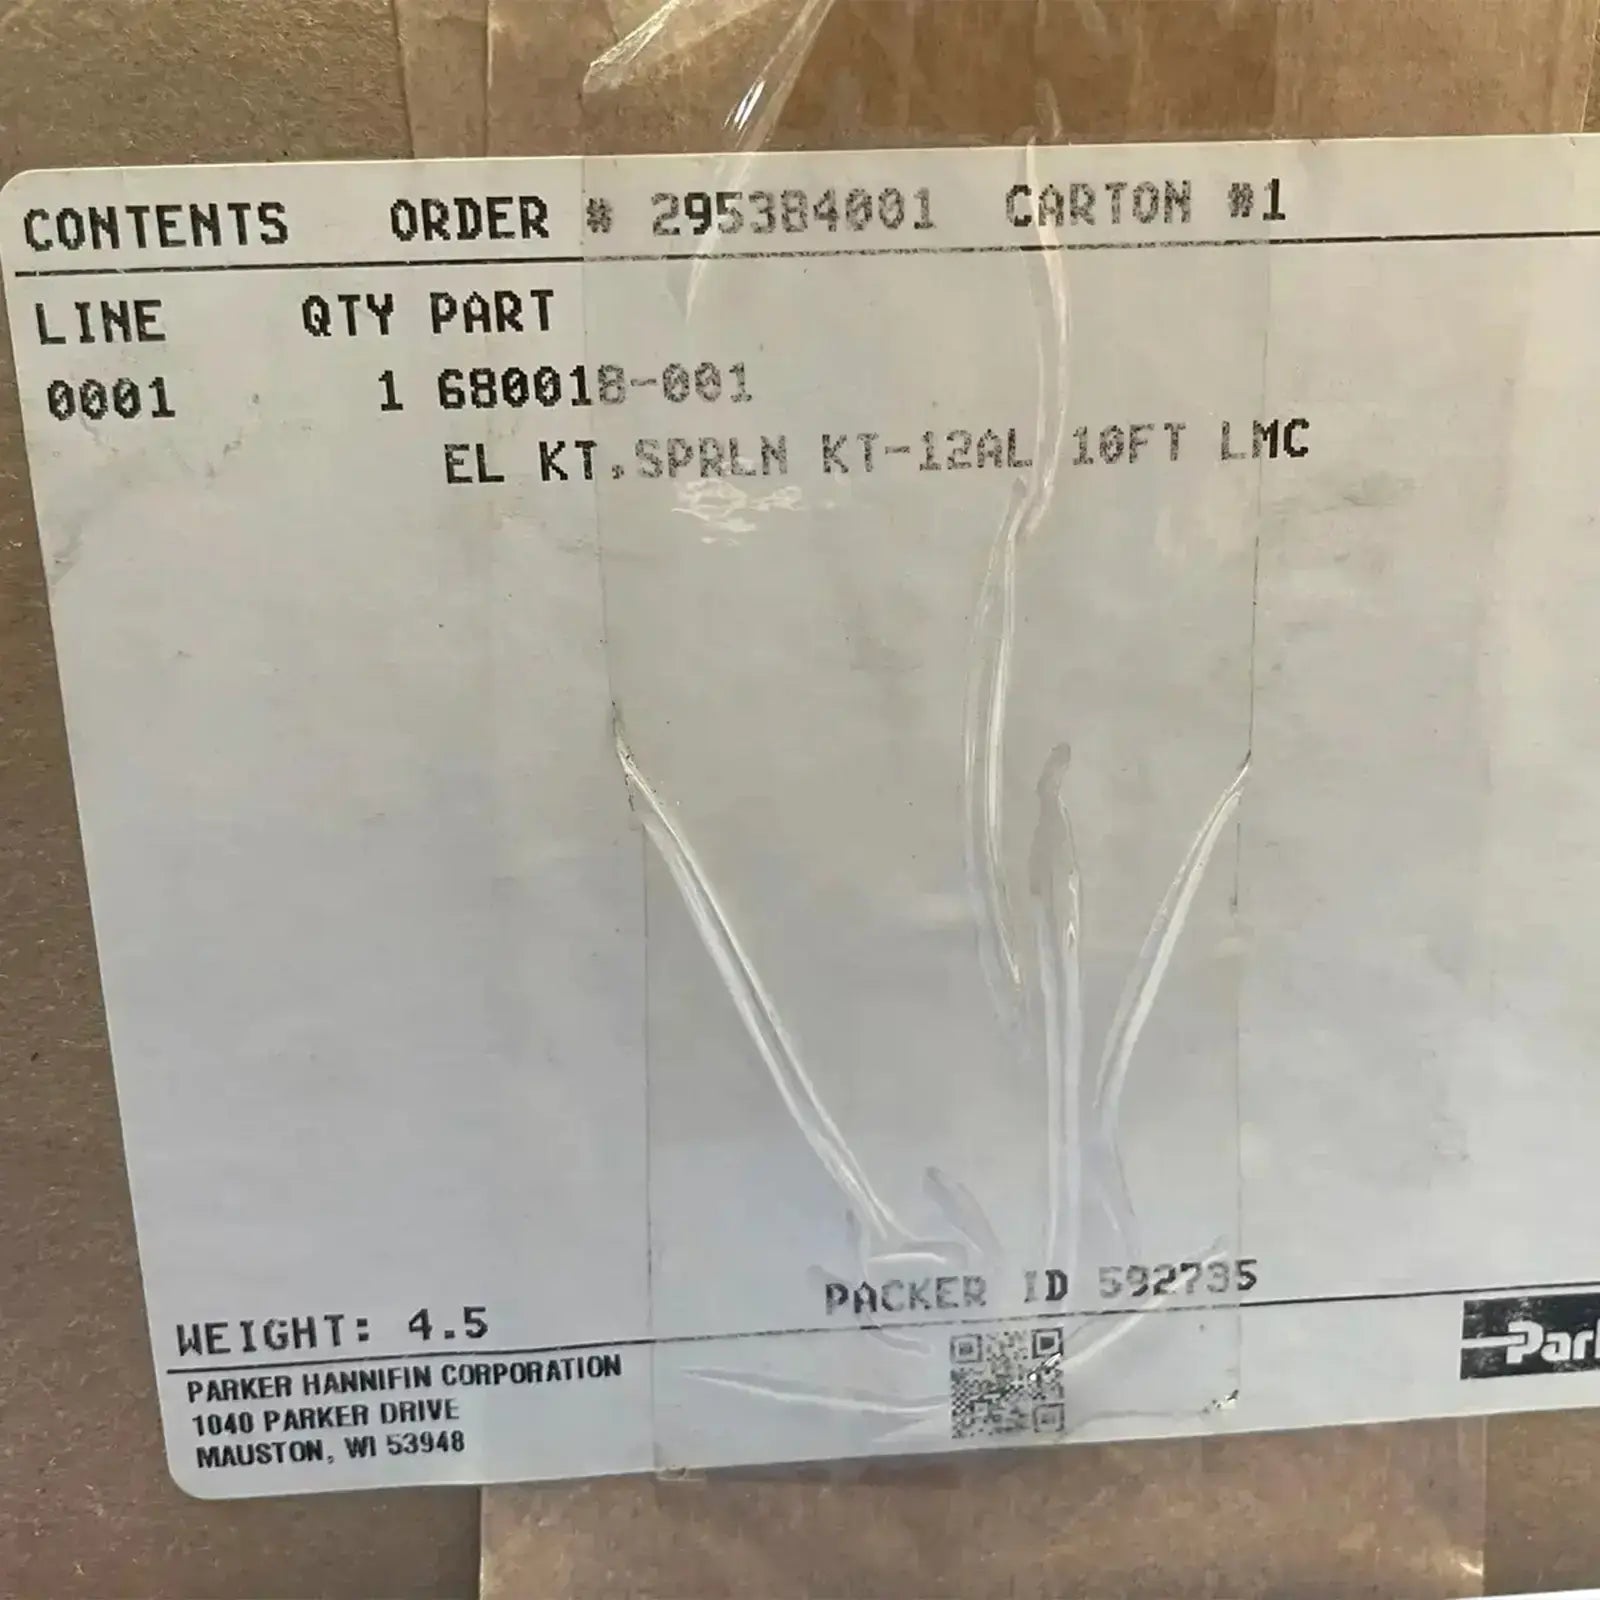 CONTENTS ORDER # 295384001 CARTON #1
LINE QTY PART
0001 1 680018-001
EL KT,SPRLN KT-12AL 10FT LMC
WEIGHT: 4.5 PACKER ID 592735
PARKER HANNIFIN CORPORATION
1040 PARKER DRIVE
MAUSTON, WI 53948
Park